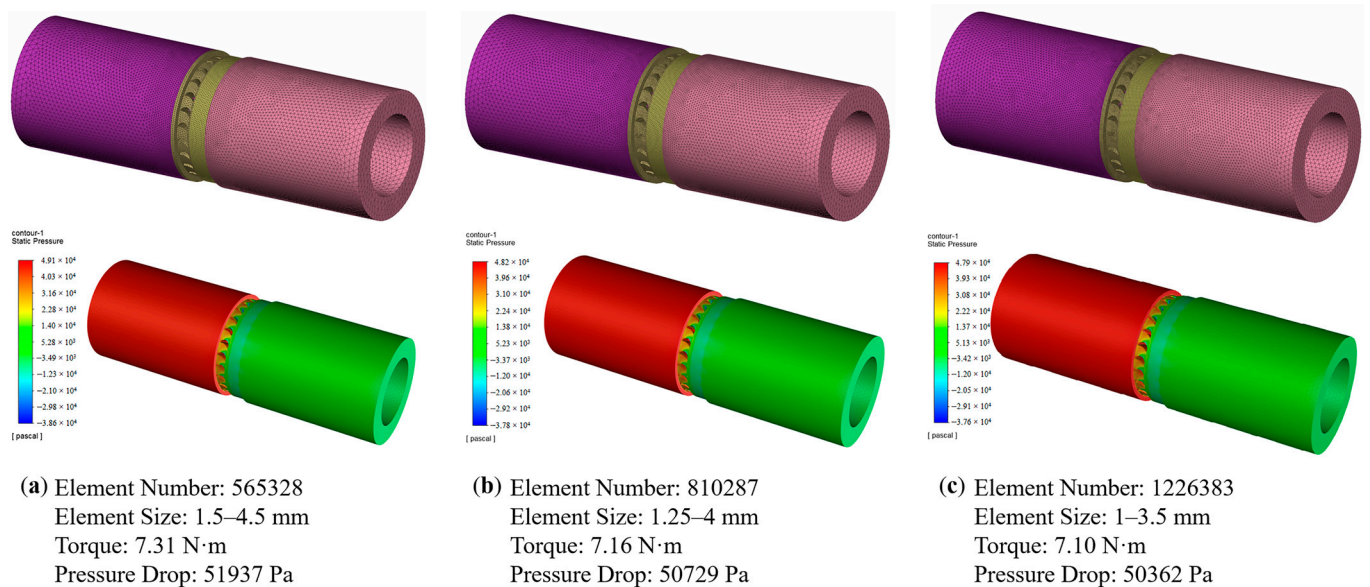 contour-1
Static Pressure
4.91 × 10⁴
4.03 × 10⁴
3.16 × 10⁴
2.28 × 10⁴
1.40 × 10⁴
5.28 × 10³
−3.49 × 10³
−1.23 × 10⁴
−2.10 × 10⁴
−2.98 × 10⁴
−3.86 × 10⁴
[ pascal ]
contour-1
Static Pressure
4.82 × 10⁴
3.96 × 10⁴
3.10 × 10⁴
2.24 × 10⁴
1.38 × 10⁴
5.23 × 10³
−3.37 × 10³
−1.20 × 10⁴
−2.06 × 10⁴
−2.92 × 10⁴
−3.78 × 10⁴
[ pascal ]
contour-1
Static Pressure
4.79 × 10⁴
3.93 × 10⁴
3.08 × 10⁴
2.22 × 10⁴
1.37 × 10⁴
5.13 × 10³
−3.42 × 10³
−1.20 × 10⁴
−2.05 × 10⁴
−2.91 × 10⁴
−3.76 × 10⁴
[ pascal ]
(a) Element Number: 565328
Element Size: 1.5–4.5 mm
Torque: 7.31 N·m
Pressure Drop: 51937 Pa
(b) Element Number: 810287
Element Size: 1.25–4 mm
Torque: 7.16 N·m
Pressure Drop: 50729 Pa
(c) Element Number: 1226383
Element Size: 1–3.5 mm
Torque: 7.10 N·m
Pressure Drop: 50362 Pa